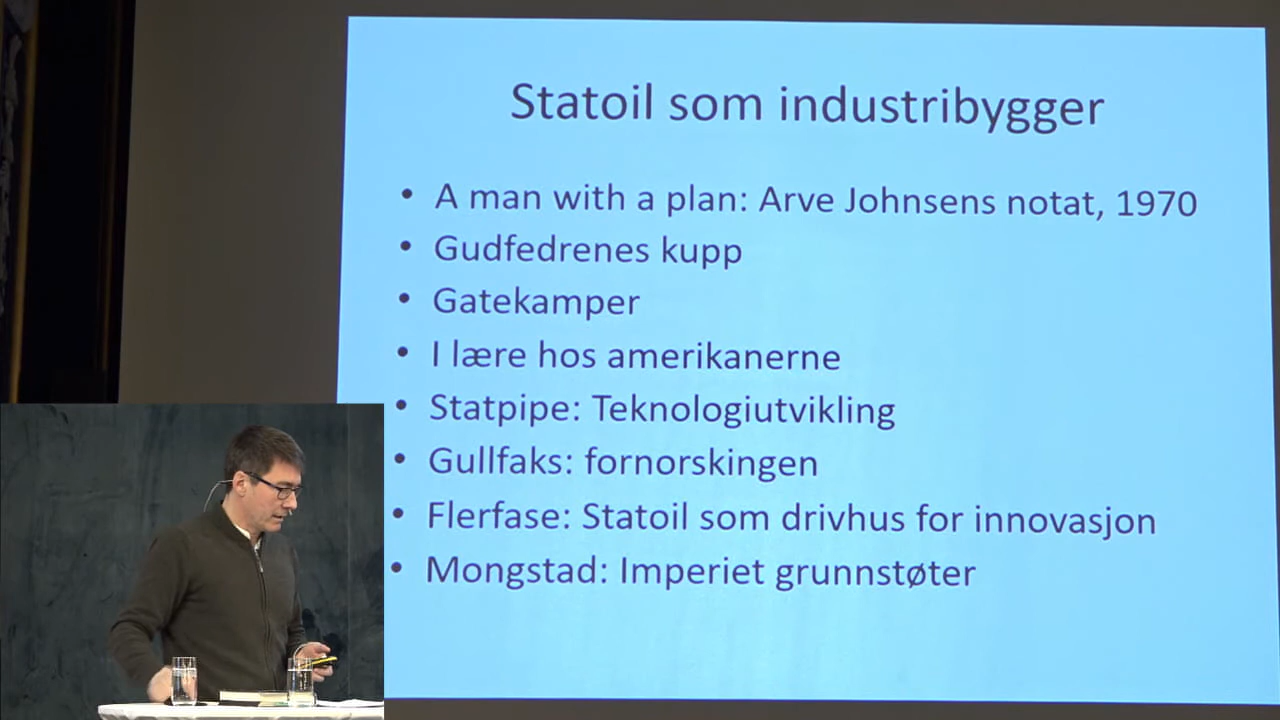 Statoil som industribygger
• A man with a plan: Arve Johnsens notat, 1970
• Gudfedrenes kupp
• Gatekamper
• I lære hos amerikanerne
• Statpipe: Teknologiutvikling
• Gullfaks: fornorskingen
• Flerfase: Statoil som drivhus for innovasjon
• Mongstad: Imperiet grunnstøter